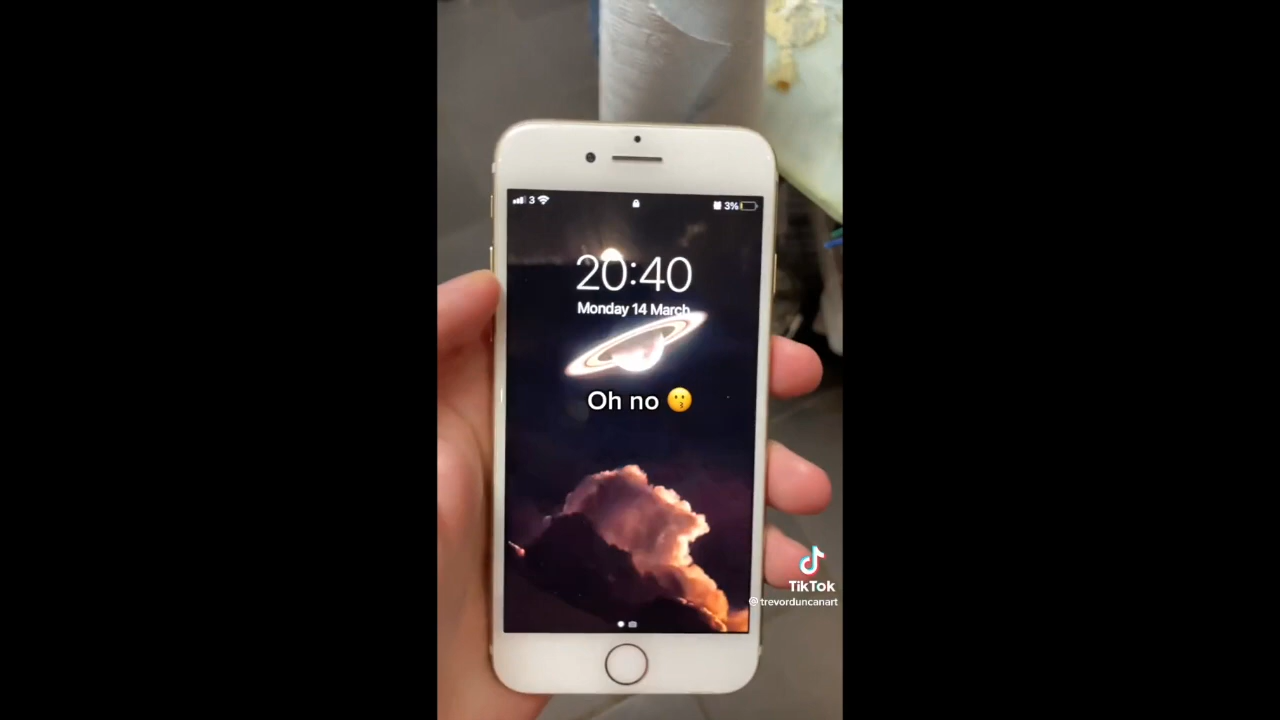 3 3%
20:40
Monday 14 March
Oh no 😗
TikTok
@trevorduncanart